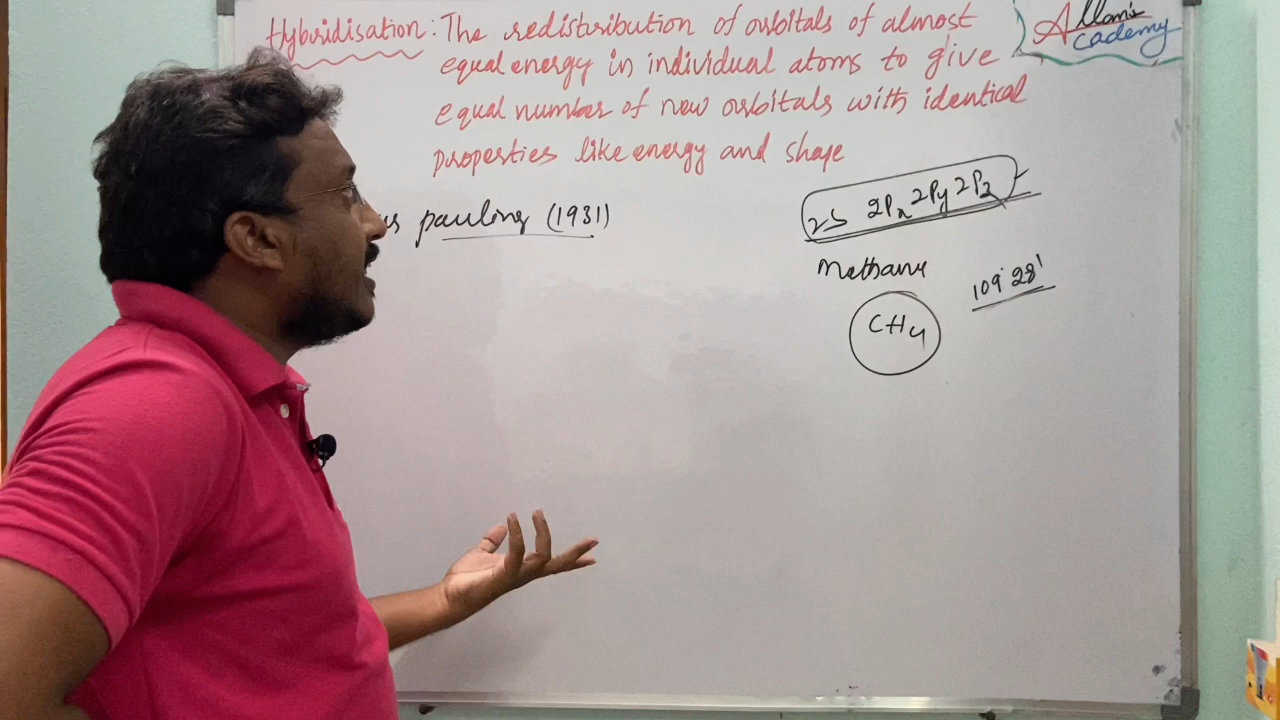 Hybridisation: The redistribution of orbitals of almost
equal energy in individual atoms to give
equal number of new orbitals with identical
properties like energy and shape
Allam's
Academy
pauling (1931)
2S 2Px 2Py 2Pz
Methane
109° 28'
CH4